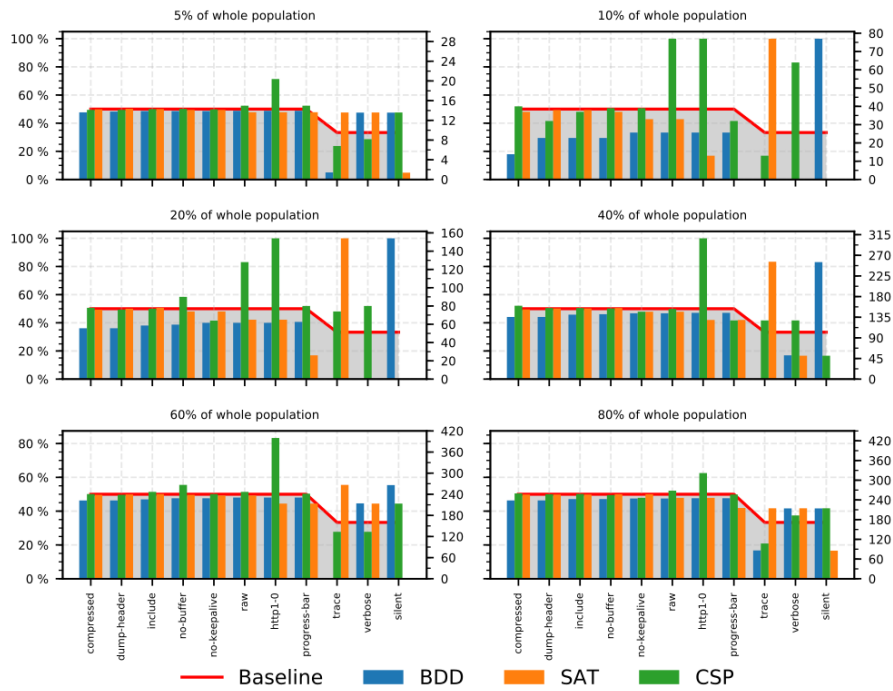 5% of whole population
10% of whole population
100 %
80 %
60 %
40 %
20 %
0 %
28
24
20
16
12
8
4
0
80
70
60
50
40
30
20
10
0
20% of whole population
40% of whole population
100 %
80 %
60 %
40 %
20 %
0 %
160
140
120
100
80
60
40
20
0
315
270
225
180
135
90
45
0
60% of whole population
80% of whole population
80 %
60 %
40 %
20 %
0 %
420
360
300
240
180
120
60
0
420
360
300
240
180
120
60
0
compressed
dump-header
include
no-buffer
no-keepalive
raw
http1-0
progress-bar
trace
verbose
silent
compressed
dump-header
include
no-buffer
no-keepalive
raw
http1-0
progress-bar
trace
verbose
silent
Baseline BDD SAT CSP